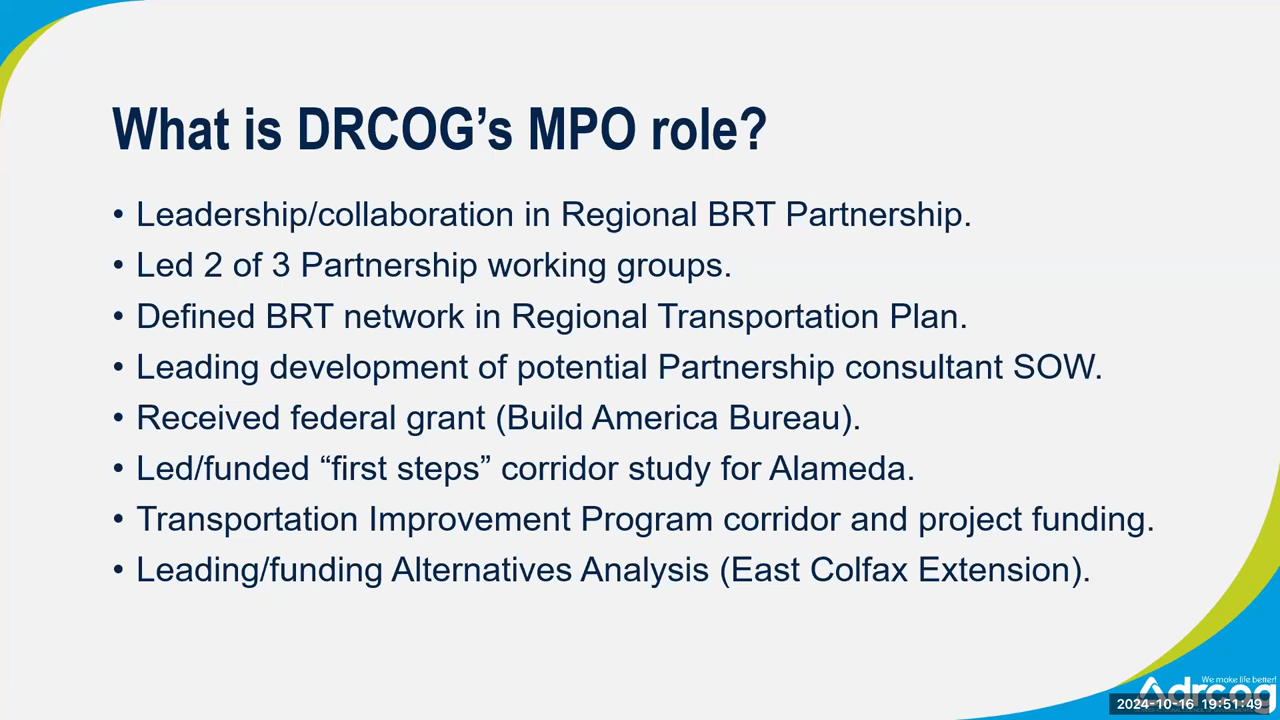 What is DRCOG’s MPO role?
• Leadership/collaboration in Regional BRT Partnership.
• Led 2 of 3 Partnership working groups.
• Defined BRT network in Regional Transportation Plan.
• Leading development of potential Partnership consultant SOW.
• Received federal grant (Build America Bureau).
• Led/funded “first steps” corridor study for Alameda.
• Transportation Improvement Program corridor and project funding.
• Leading/funding Alternatives Analysis (East Colfax Extension).
We make life better!
drcog
2024-10-16 19:51:49